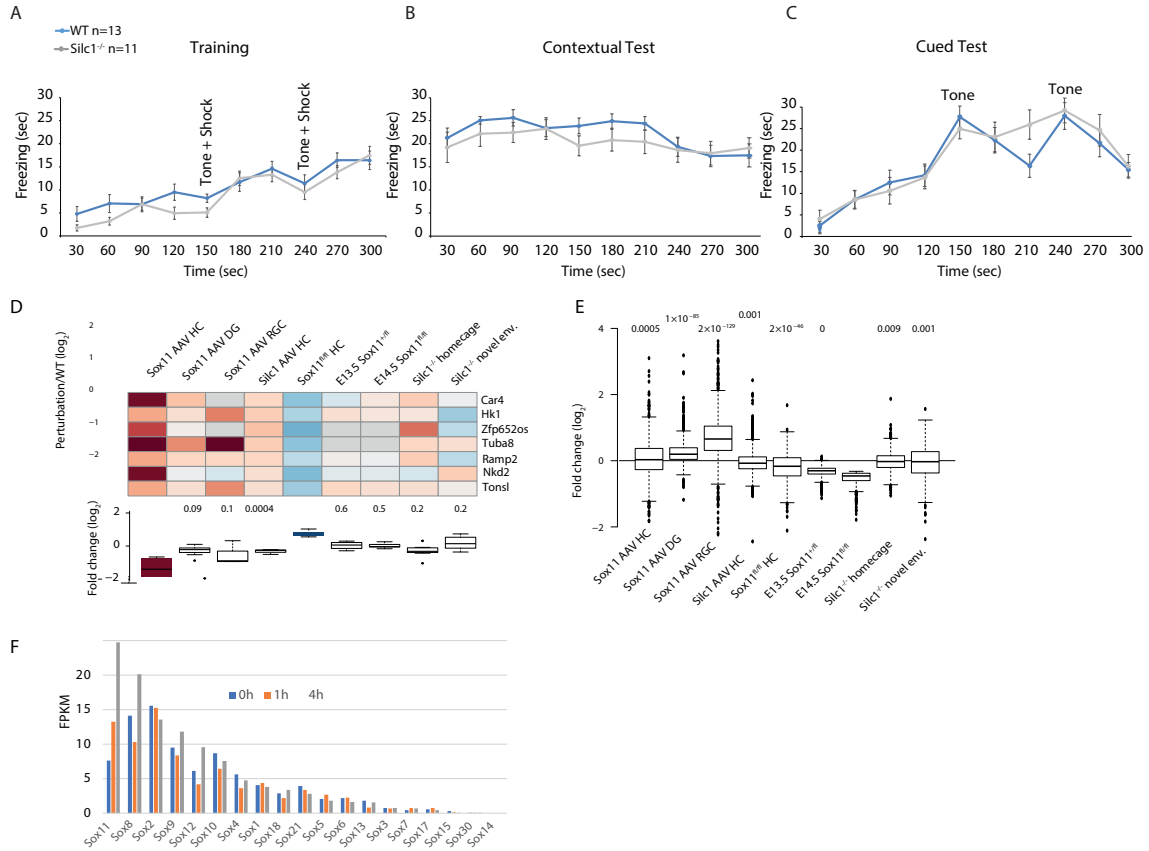 A
WT n=13
Silc1⁻/⁻ n=11
Training
Freezing (sec)
30
25
20
15
10
5
0
Tone + Shock
Tone + Shock
30 60 90 120 150 180 210 240 270 300
Time (sec)
B
Contextual Test
Freezing (sec)
30
25
20
15
10
5
0
30 60 90 120 150 180 210 240 270 300
Time (sec)
C
Cued Test
Freezing (sec)
30
25
20
15
10
5
0
Tone
Tone
30 60 90 120 150 180 210 240 270 300
Time (sec)
D
Perturbation/WT (log₂)
2
1
0
−1
−2
Sox11 AAV HC
Sox11 AAV DG
Sox11 AAV RGC
Silc1 AAV HC
Sox11fl/fl HC
E13.5 Sox11+/fl
E14.5 Sox11fl/fl
Silc1⁻/⁻ homecage
Silc1⁻/⁻ novel env.
Car4
Hk1
Zfp652os
Tuba8
Ramp2
Nkd2
Tonsl
0.09 0.1 0.0004 0.6 0.5 0.2 0.2
Fold change (log₂)
2
0
−2
E
0.0005 1×10⁻⁸⁵ 2×10⁻¹²⁹ 0.001 2×10⁻⁴⁶ 0 0.009 0.001
Fold change (log₂)
4
2
0
−2
Sox11 AAV HC
Sox11 AAV DG
Sox11 AAV RGC
Silc1 AAV HC
Sox11fl/fl HC
E13.5 Sox11+/fl
E14.5 Sox11fl/fl
Silc1⁻/⁻ homecage
Silc1⁻/⁻ novel env.
F
FPKM
20
15
10
5
0
0h 1h 4h
Sox11 Sox8 Sox2 Sox9 Sox12 Sox10 Sox4 Sox1 Sox18 Sox21 Sox5 Sox6 Sox13 Sox3 Sox7 Sox17 Sox15 Sox30 Sox14